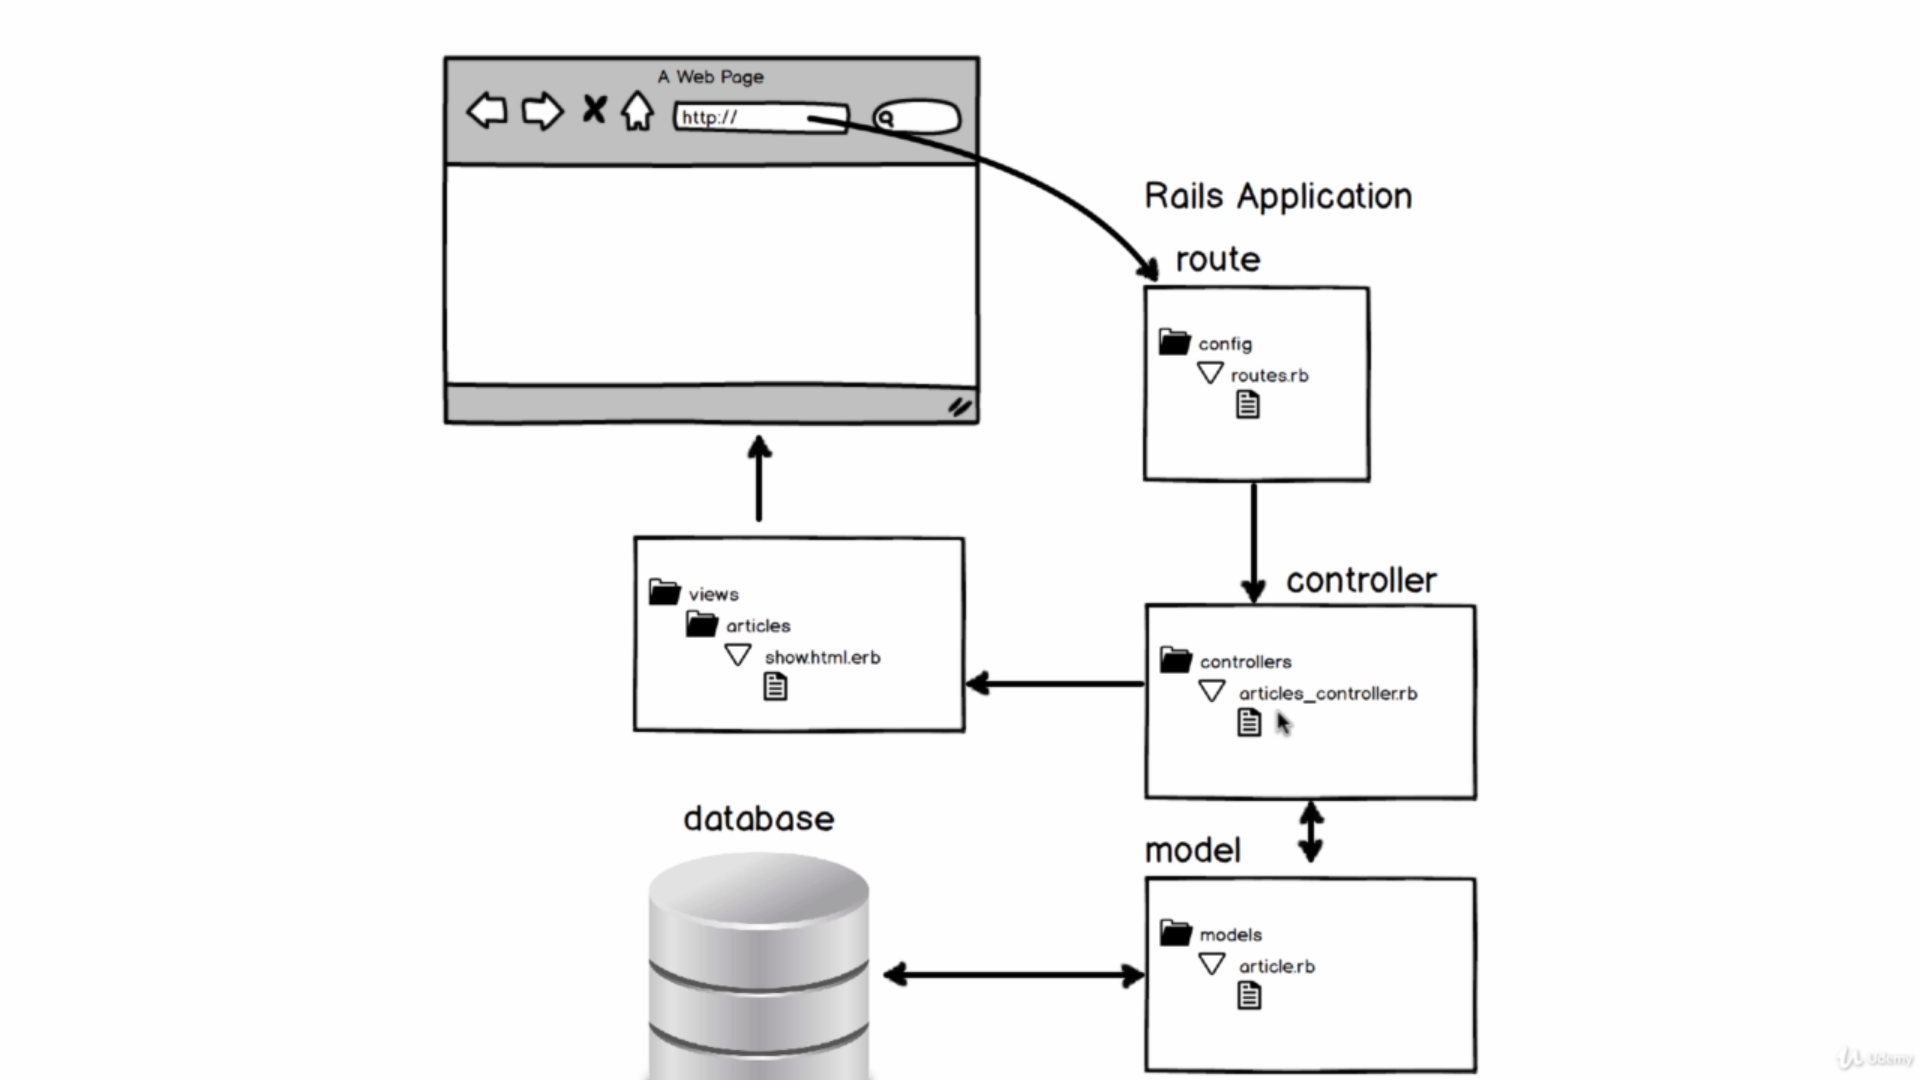 A Web Page
http://
Rails Application
route
config
routes.rb
controller
controllers
articles_controller.rb
views
articles
show.html.erb
database
model
models
article.rb
Udemy